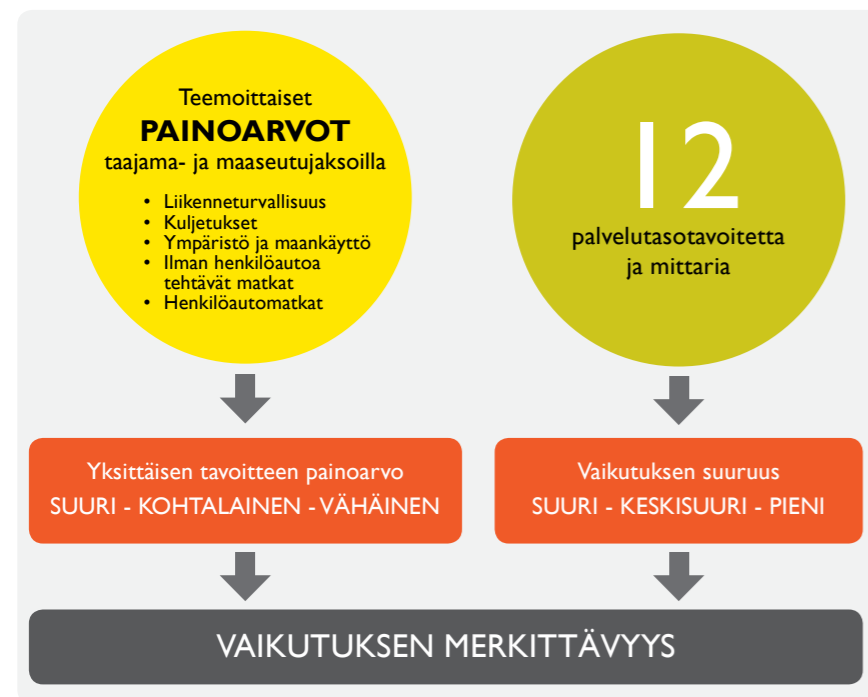 Teemoittaiset
PAINOARVOT
taajama- ja maaseutujaksoilla
• Liikenneturvallisuus
• Kuljetukset
• Ympäristö ja maankäyttö
• Ilman henkilöautoa
tehtävät matkat
• Henkilöautomatkat
12
palvelutasotavoitetta
ja mittaria
Yksittäisen tavoitteen painoarvo
SUURI - KOHTALAINEN - VÄHÄINEN
Vaikutuksen suuruus
SUURI - KESKISUURI - PIENI
VAIKUTUKSEN MERKITTÄVYYS